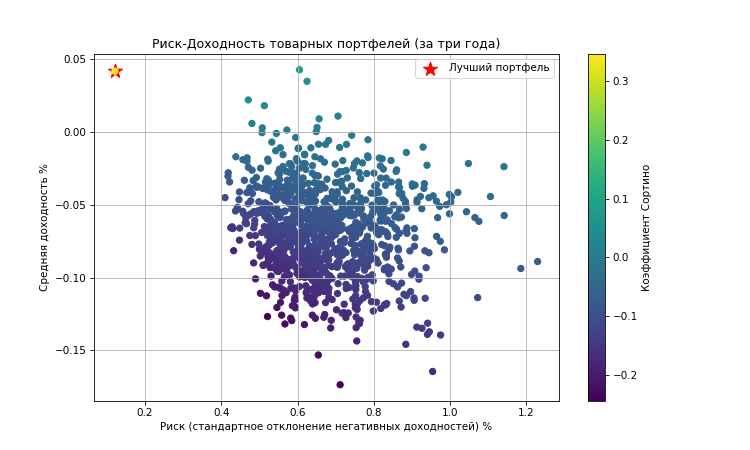 Риск-Доходность товарных портфелей (за три года)
Лучший портфель
Средняя доходность %
0.05
0.00
−0.05
−0.10
−0.15
0.2 0.4 0.6 0.8 1.0 1.2
Риск (стандартное отклонение негативных доходностей) %
0.3
0.2
0.1
0.0
−0.1
−0.2
Коэффициент Сортино